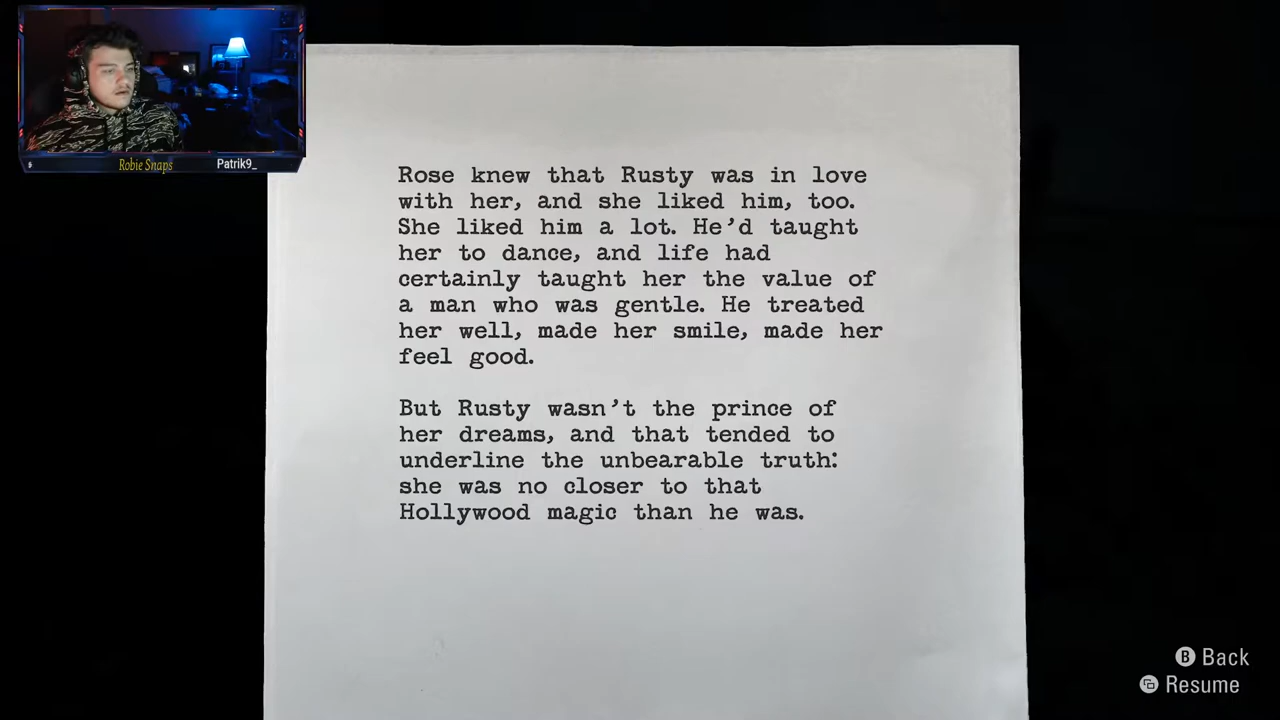 Robie Snaps
Patrik9_
Rose knew that Rusty was in love
with her, and she liked him, too.
She liked him a lot. He’d taught
her to dance, and life had
certainly taught her the value of
a man who was gentle. He treated
her well, made her smile, made her
feel good.
But Rusty wasn’t the prince of
her dreams, and that tended to
underline the unbearable truth:
she was no closer to that
Hollywood magic than he was.
B Back
Resume